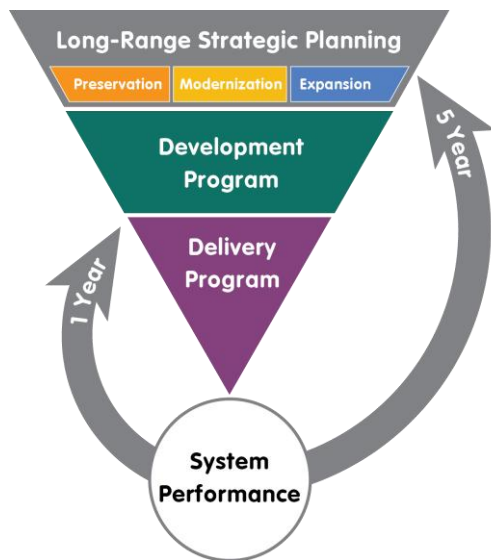 Long-Range Strategic Planning
Preservation
Modernization
Expansion
Development
Program
Delivery
Program
1 Year
5 Year
System
Performance